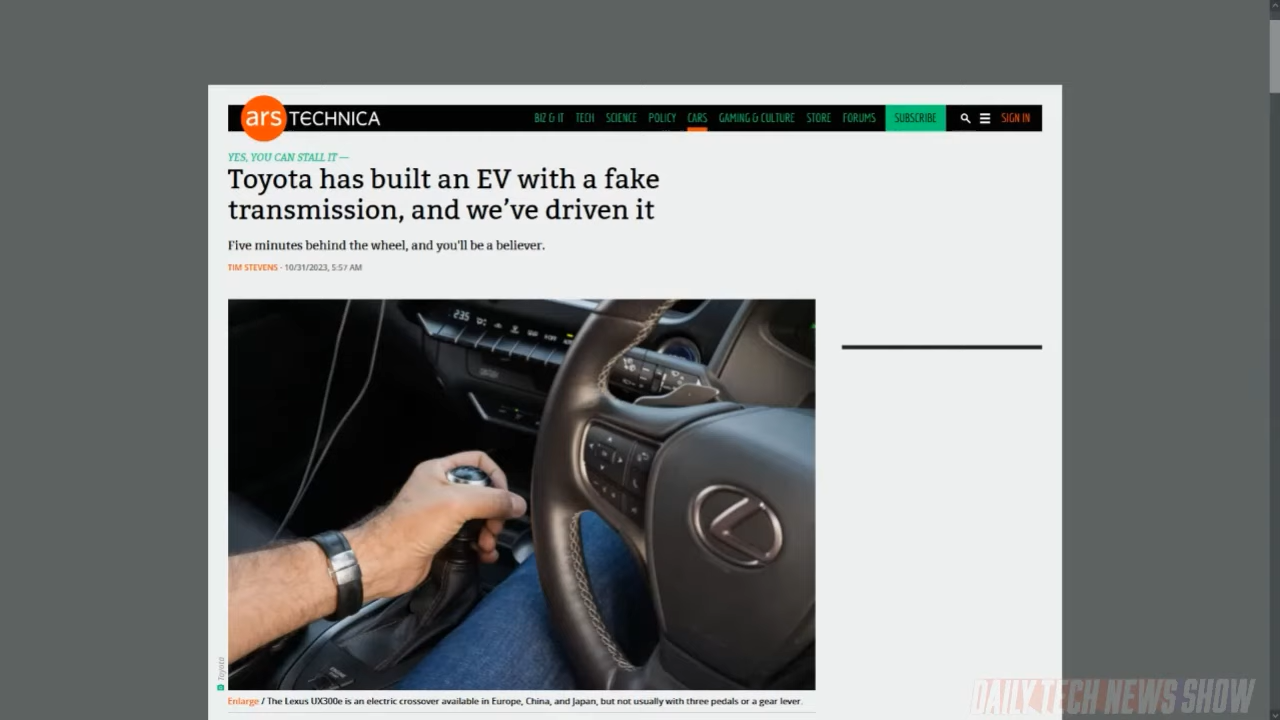 ars TECHNICA
BIZ & IT TECH SCIENCE POLICY CARS GAMING & CULTURE STORE FORUMS SUBSCRIBE SIGN IN
YES, YOU CAN STALL IT —
Toyota has built an EV with a fake
transmission, and we’ve driven it
Five minutes behind the wheel, and you'll be a believer.
TIM STEVENS - 10/31/2023, 5:57 AM
235
Toyota
Enlarge / The Lexus UX300e is an electric crossover available in Europe, China, and Japan, but not usually with three pedals or a gear lever.
DAILY TECH NEWS SHOW